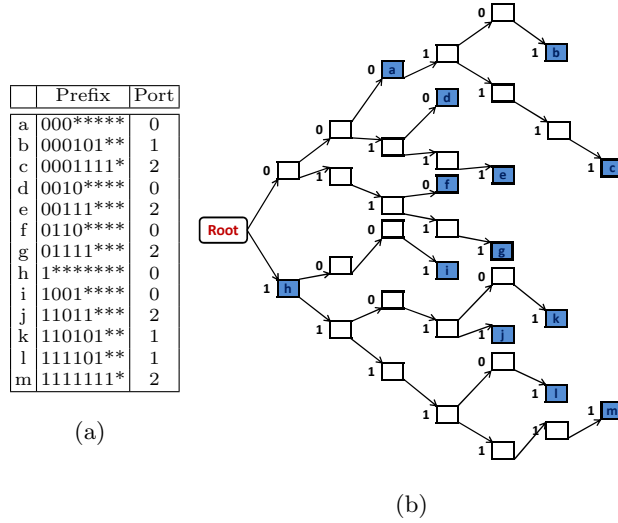 Prefix Port
a 000***** 0
b 000101** 1
c 0001111* 2
d 0010**** 0
e 00111*** 2
f 0110**** 0
g 01111*** 2
h 1******* 0
i 1001**** 0
j 11011*** 2
k 110101** 1
l 111101** 1
m 1111111* 2
(a)
0
1 1 b
0 a
1
0 d
0
1
1
1 e
1 c
0
1
0 f
1
1
Root
0
1 g
0
1 i
1 h
0
0
1 k
1
1
1 j
0
1
1 l
1
1
1
1 m
(b)